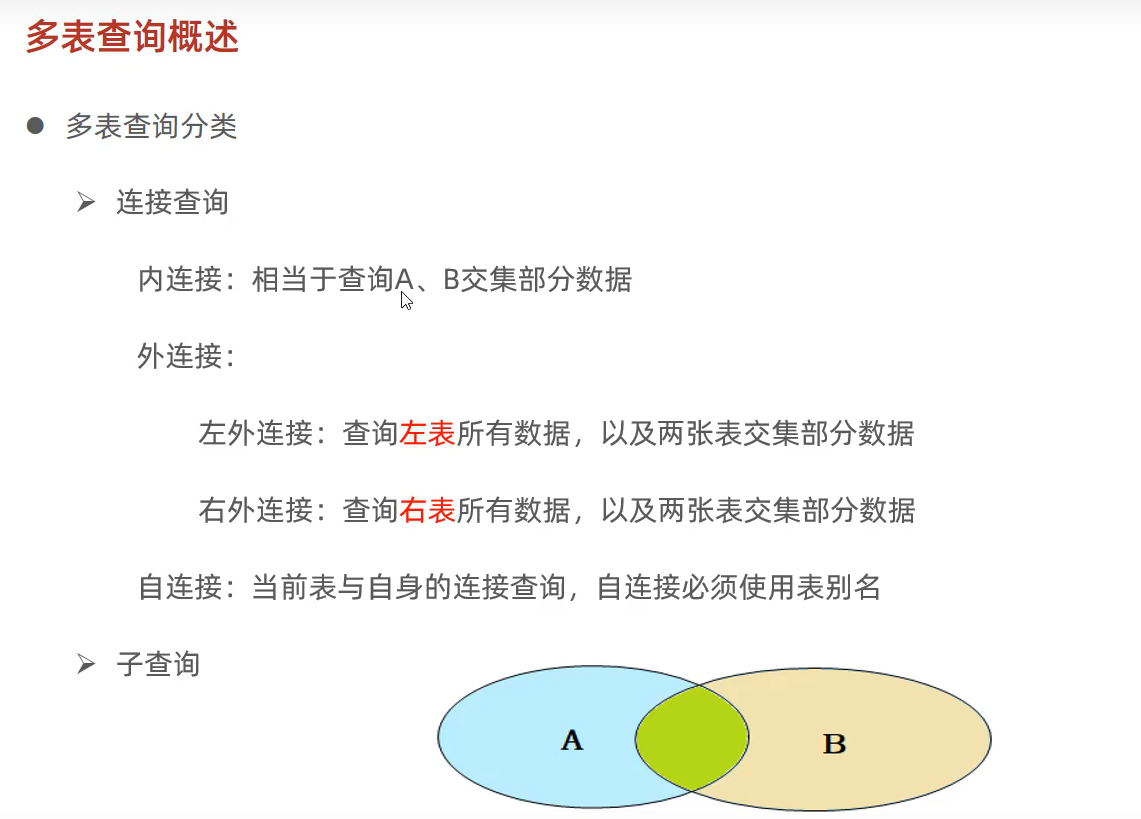 多表查询概述
● 多表查询分类
➢ 连接查询
内连接：相当于查询A、B交集部分数据
外连接：
左外连接：查询左表所有数据，以及两张表交集部分数据
右外连接：查询右表所有数据，以及两张表交集部分数据
自连接：当前表与自身的连接查询，自连接必须使用表别名
➢ 子查询
A
B